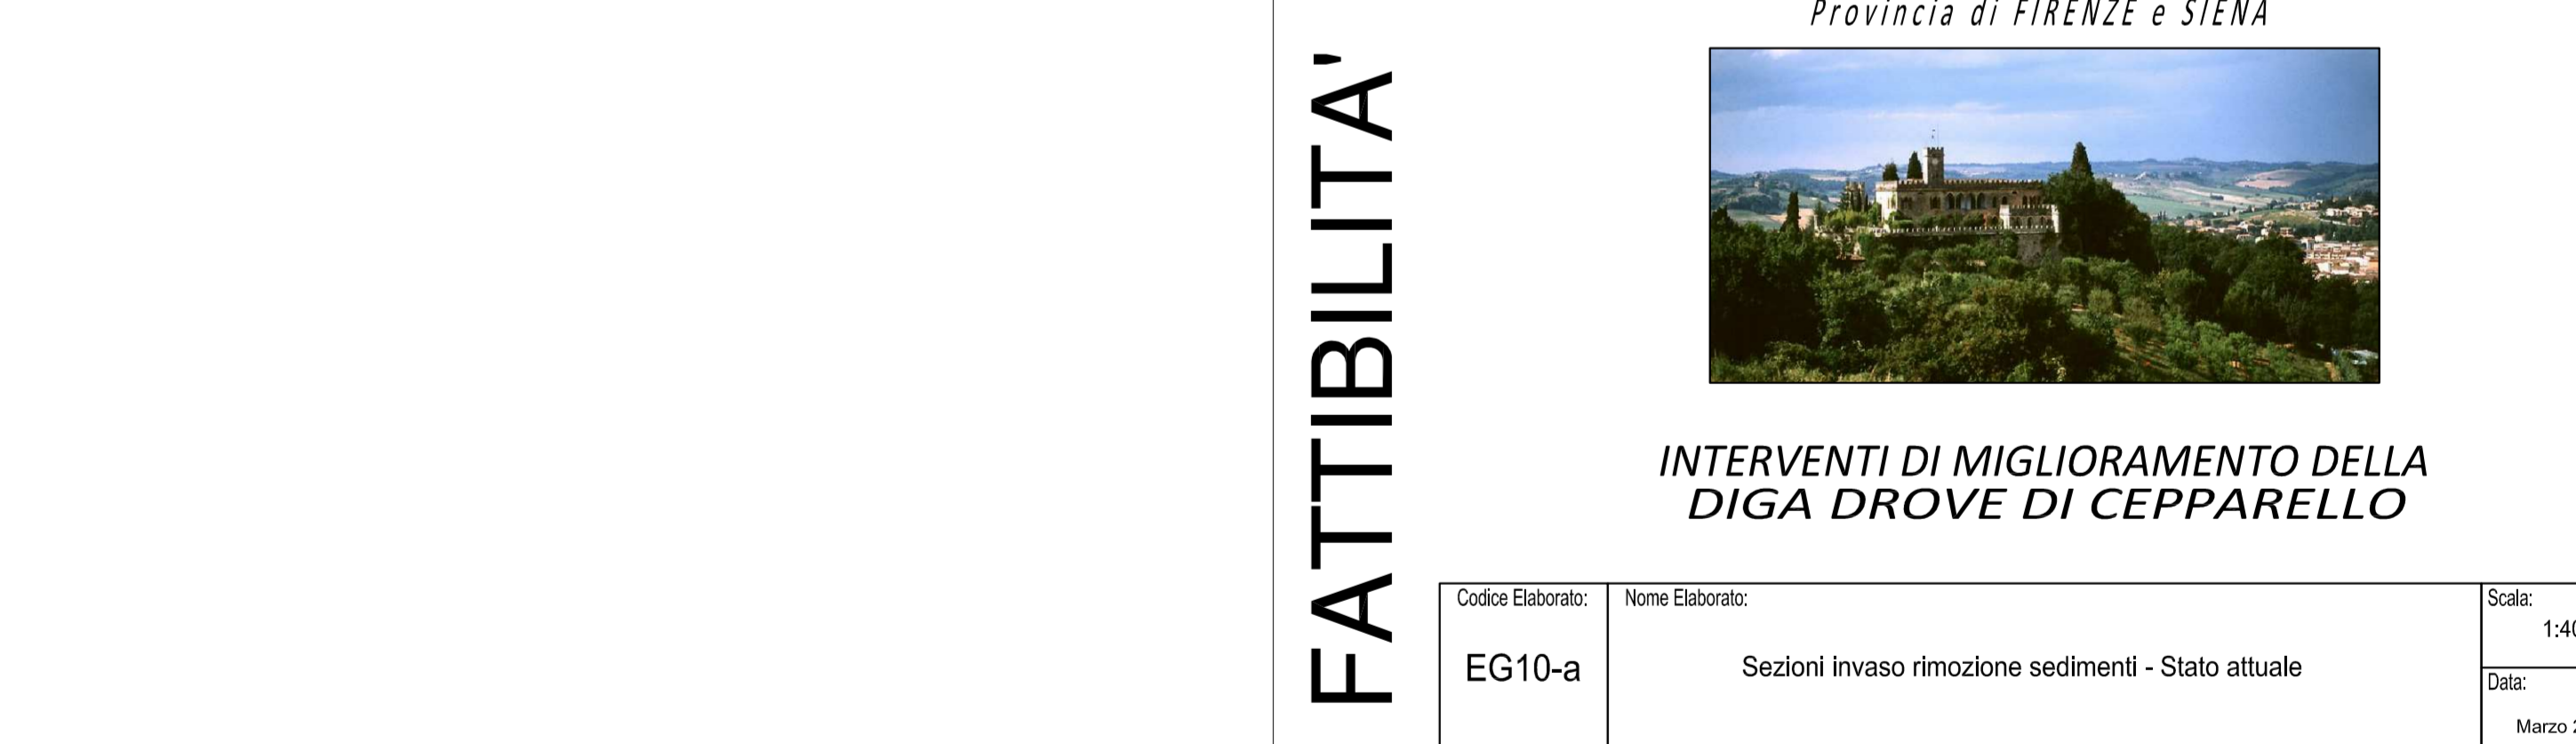 Provincia di FIRENZE e SIENA
FATTIBILITA'
INTERVENTI DI MIGLIORAMENTO DELLA
DIGA DROVE DI CEPPARELLO
Codice Elaborato:
EG10-a
Nome Elaborato:
Sezioni invaso rimozione sedimenti - Stato attuale
Scala:
Data:
Marzo